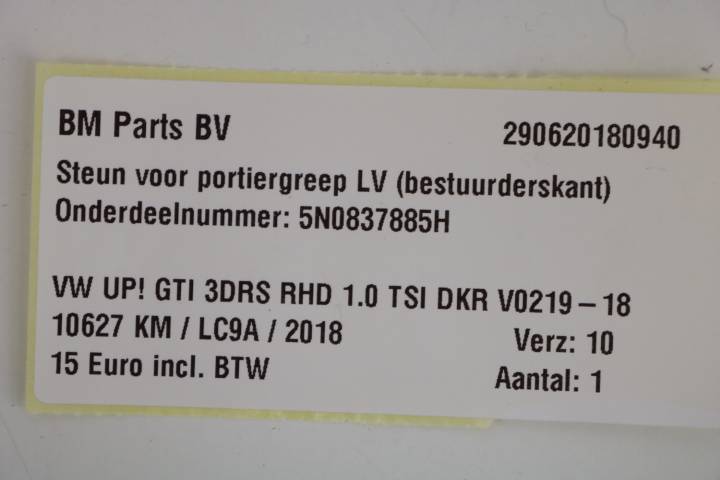 BM Parts BV 290620180940
Steun voor portiergreep LV (bestuurderskant)
Onderdeelnummer: 5N0837885H
VW UP! GTI 3DRS RHD 1.0 TSI DKR V0219 – 18
10627 KM / LC9A / 2018 Verz: 10
15 Euro incl. BTW Aantal: 1